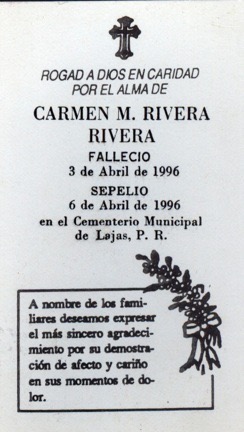 ROGAD A DIOS EN CARIDAD
POR EL ALMA DE
CARMEN M. RIVERA
RIVERA
FALLECIO
3 de Abril de 1996
SEPELIO
6 de Abril de 1996
en el Cementerio Municipal
de Lajas, P. R.
A nombre de los fami-
liares deseamos expresar
el más sincero agradeci-
miento por su demostra-
ción de afecto y cariño
en sus momentos de do-
lor.